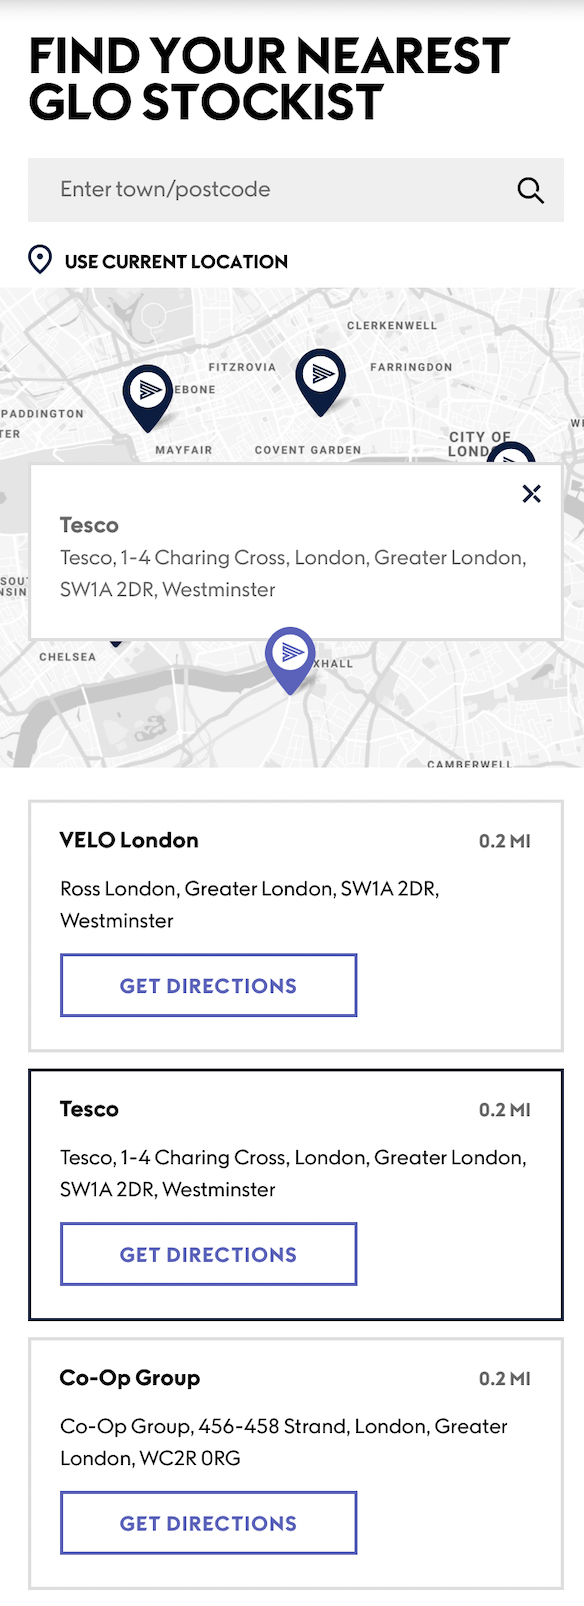 FIND YOUR NEAREST
GLO STOCKIST
Enter town/postcode
USE CURRENT LOCATION
CLERKENWELL
FITZROVIA
FARRINGDON
EBONE
PADDINGTON
TER
MAYFAIR
COVENT GARDEN
CITY OF
LOND
Tesco
Tesco, 1-4 Charing Cross, London, Greater London,
SW1A 2DR, Westminster
SOU
NSIN
CHELSEA
XHALL
CAMBERWELL
VELO London
0.2 MI
Ross London, Greater London, SW1A 2DR,
Westminster
GET DIRECTIONS
Tesco
0.2 MI
Tesco, 1-4 Charing Cross, London, Greater London,
SW1A 2DR, Westminster
GET DIRECTIONS
Co-Op Group
0.2 MI
Co-Op Group, 456-458 Strand, London, Greater
London, WC2R 0RG
GET DIRECTIONS